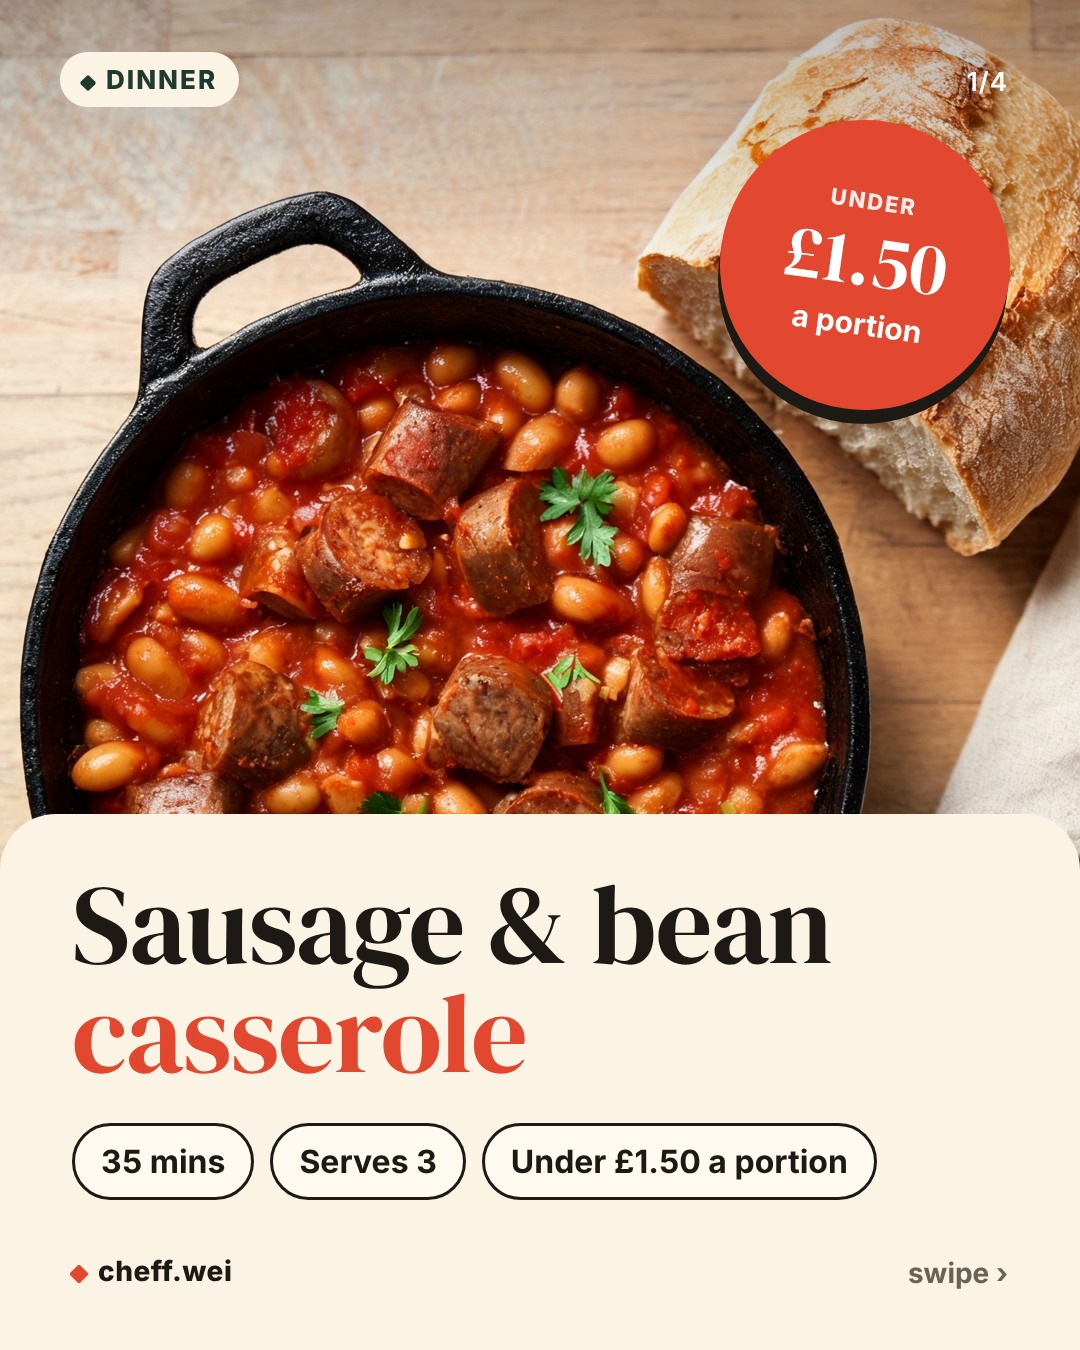 DINNER
1/4
UNDER
£1.50
a portion
Sausage & bean
casserole
35 mins
Serves 3
Under £1.50 a portion
cheff.wei
swipe ›